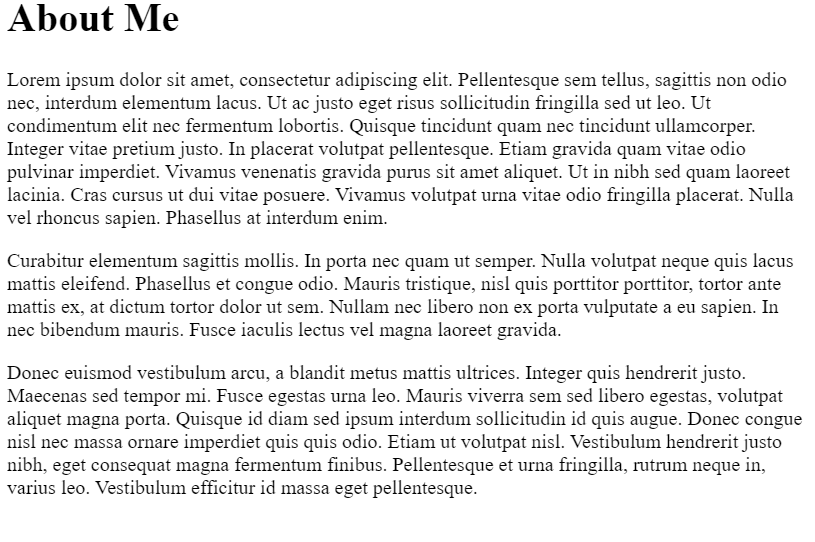 About Me
Lorem ipsum dolor sit amet, consectetur adipiscing elit. Pellentesque sem tellus, sagittis non odio
nec, interdum elementum lacus. Ut ac justo eget risus sollicitudin fringilla sed ut leo. Ut
condimentum elit nec fermentum lobortis. Quisque tincidunt quam nec tincidunt ullamcorper.
Integer vitae pretium justo. In placerat volutpat pellentesque. Etiam gravida quam vitae odio
pulvinar imperdiet. Vivamus venenatis gravida purus sit amet aliquet. Ut in nibh sed quam laoreet
lacinia. Cras cursus ut dui vitae posuere. Vivamus volutpat urna vitae odio fringilla placerat. Nulla
vel rhoncus sapien. Phasellus at interdum enim.
Curabitur elementum sagittis mollis. In porta nec quam ut semper. Nulla volutpat neque quis lacus
mattis eleifend. Phasellus et congue odio. Mauris tristique, nisl quis porttitor porttitor, tortor ante
mattis ex, at dictum tortor dolor ut sem. Nullam nec libero non ex porta vulputate a eu sapien. In
nec bibendum mauris. Fusce iaculis lectus vel magna laoreet gravida.
Donec euismod vestibulum arcu, a blandit metus mattis ultrices. Integer quis hendrerit justo.
Maecenas sed tempor mi. Fusce egestas urna leo. Mauris viverra sem sed libero egestas, volutpat
aliquet magna porta. Quisque id diam sed ipsum interdum sollicitudin id quis augue. Donec congue
nisl nec massa ornare imperdiet quis quis odio. Etiam ut volutpat nisl. Vestibulum hendrerit justo
nibh, eget consequat magna fermentum finibus. Pellentesque et urna fringilla, rutrum neque in,
varius leo. Vestibulum efficitur id massa eget pellentesque.